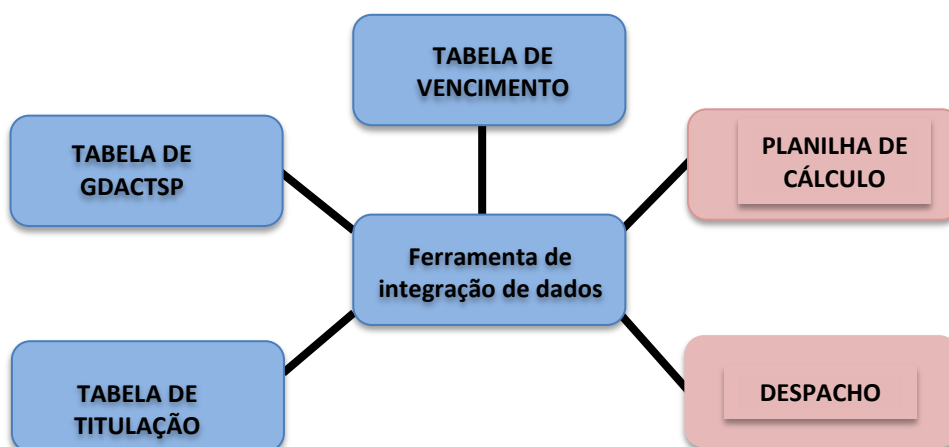 TABELA DE
VENCIMENTO
TABELA DE
GDACTSP
PLANILHA DE
CÁLCULO
Ferramenta de
integração de dados
TABELA DE
TITULAÇÃO
DESPACHO